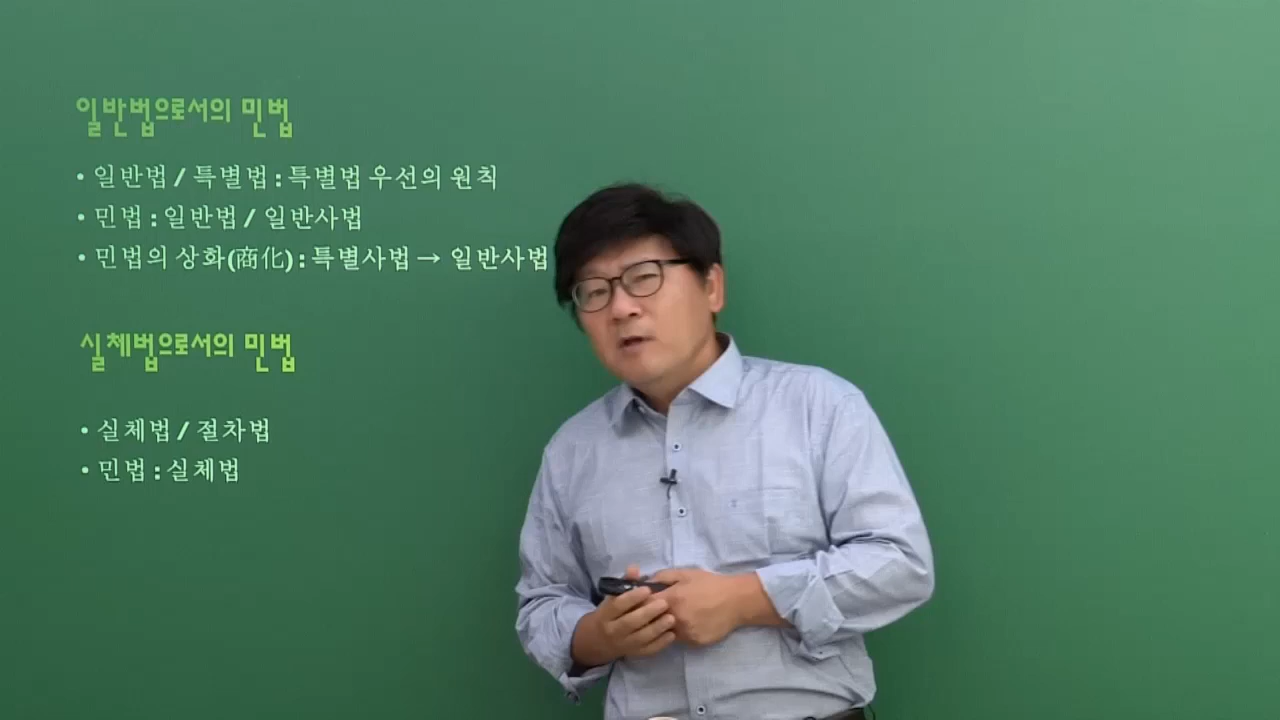 일반법으로서의 민법
• 일반법 / 특별법 : 특별법 우선의 원칙
• 민법 : 일반법 / 일반사법
• 민법의 상화(商化) : 특별사법 → 일반사법
실체법으로서의 민법
• 실체법 / 절차법
• 민법 : 실체법